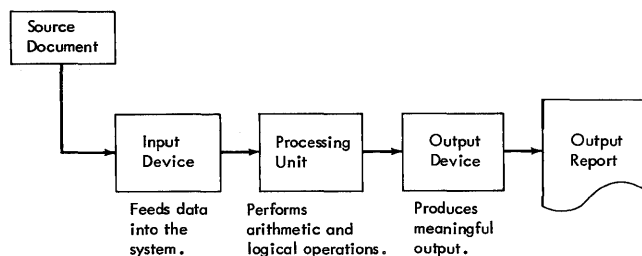 Source
Document
Input
Device
Processing
Unit
Output
Device
Output
Report
Feeds data
into the
system.
Performs
arithmetic and
logical operations.
Produces
meaningful
output.